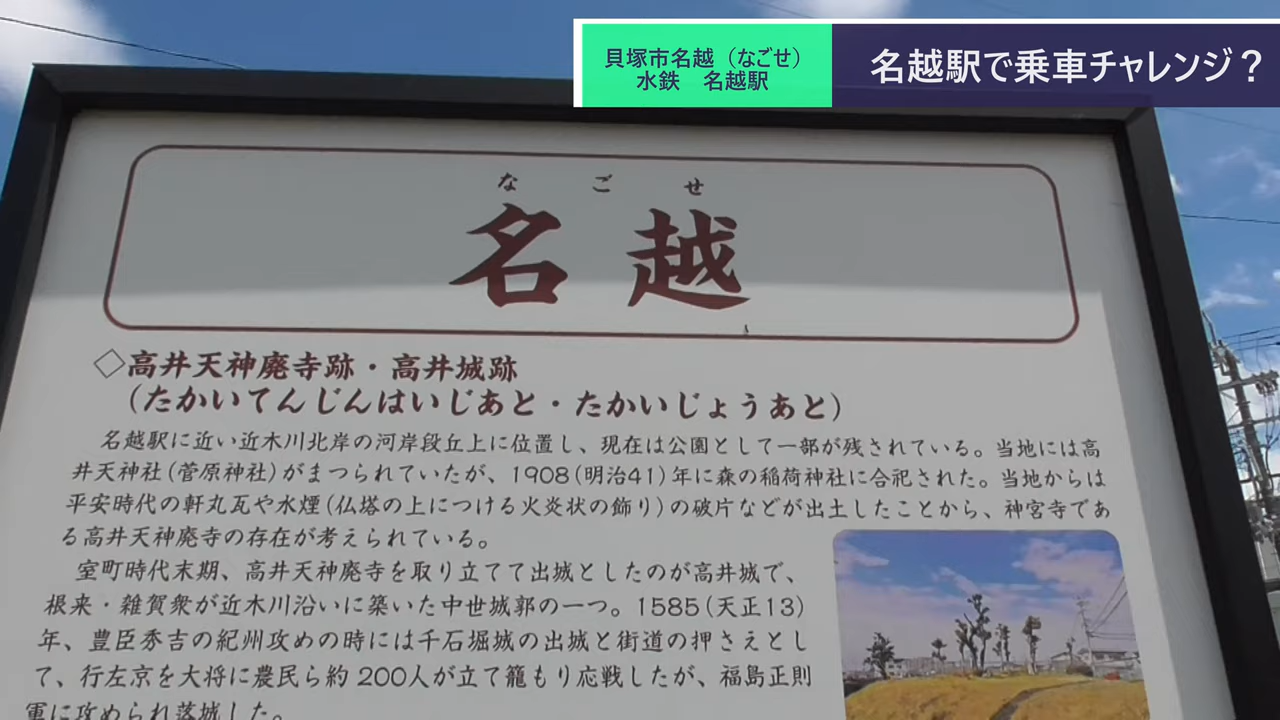 貝塚市名越（なごせ）
水鉄　名越駅
名越駅で乗車チャレンジ？
なごせ
名越
◇高井天神廃寺跡・高井城跡
（たかいてんじんはいじあと・たかいじょうあと）
名越駅に近い近木川北岸の河岸段丘上に位置し、現在は公園として一部が残されている。当地には高
井天神社(菅原神社)がまつられていたが、1908(明治41)年に森の稲荷神社に合祀された。当地からは
平安時代の軒丸瓦や水煙(仏塔の上につける火炎状の飾り)の破片などが出土したことから、神宮寺であ
る高井天神廃寺の存在が考えられている。
室町時代末期、高井天神廃寺を取り立てて出城としたのが高井城で、
根来・雑賀衆が近木川沿いに築いた中世城郭の一つ。1585(天正13)
年、豊臣秀吉の紀州攻めの時には千石堀城の出城と街道の押さえとし
て、行左京を大将に農民ら約200人が立て籠もり応戦したが、福島正則
軍に攻められ落城した。